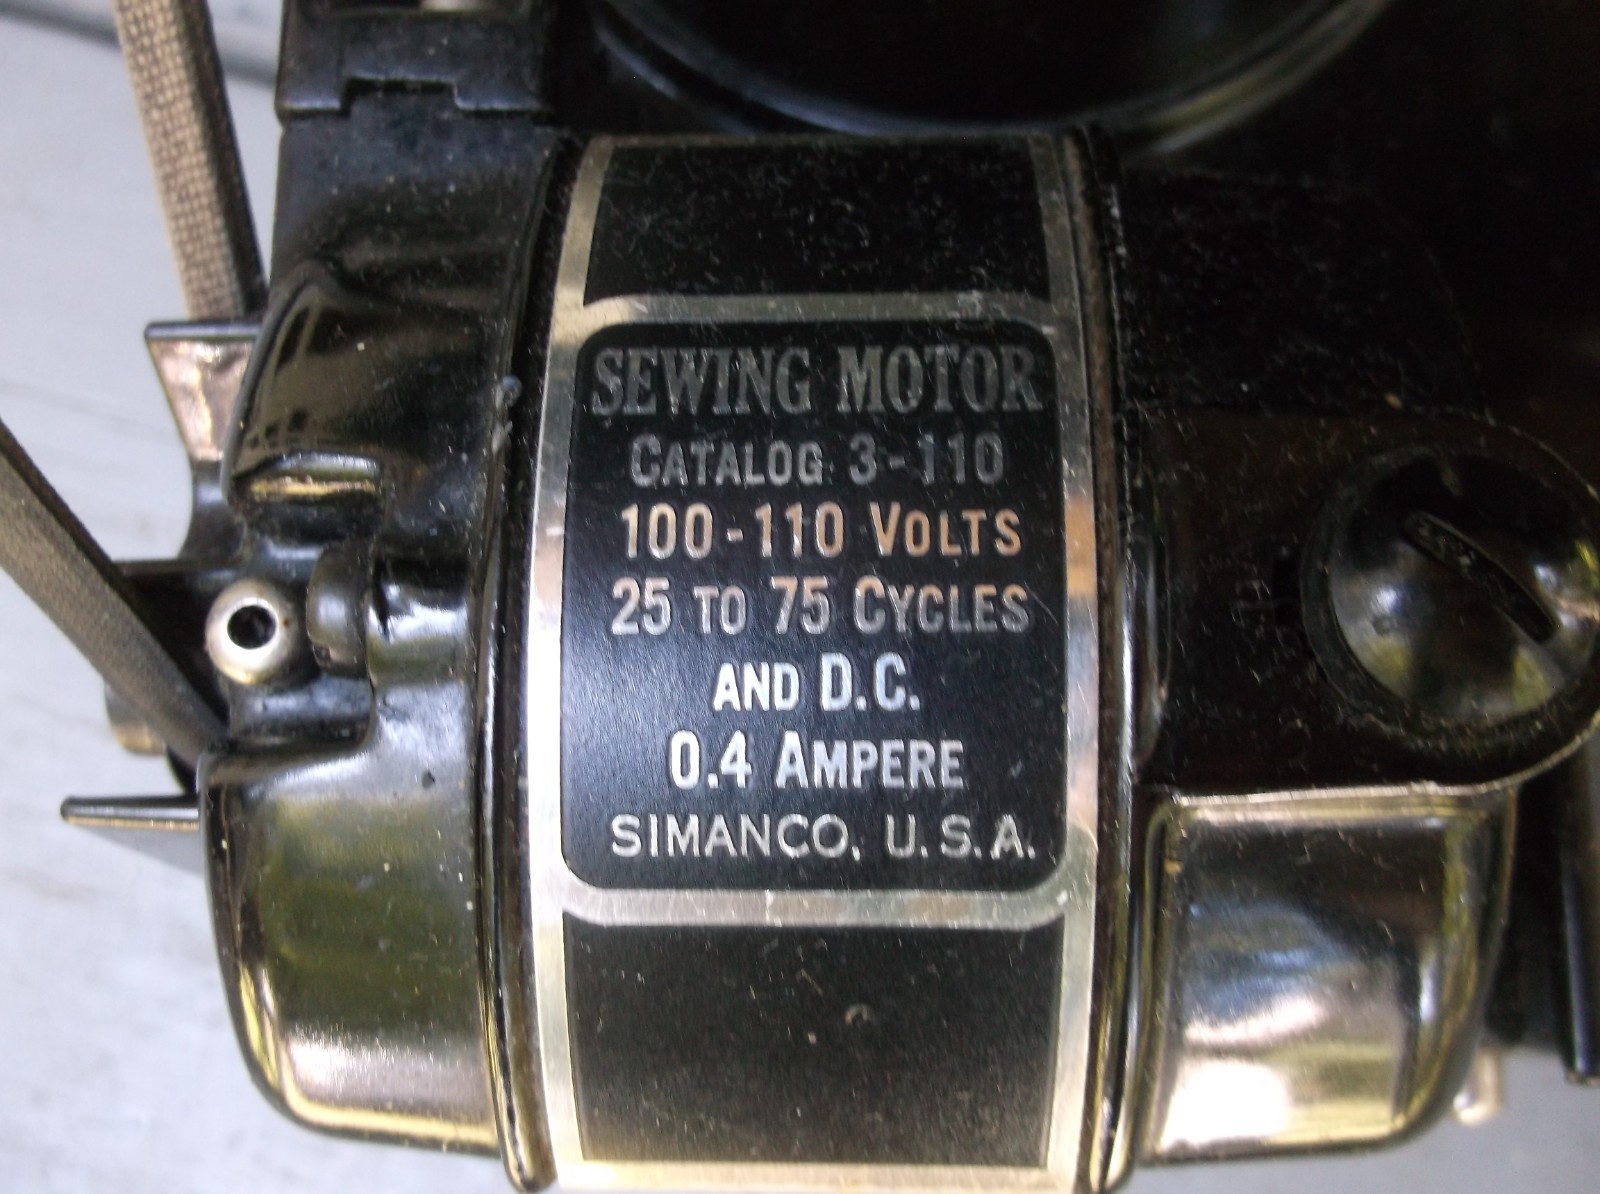 SEWING MOTOR
CATALOG 3-110
100-110 VOLTS
25 TO 75 CYCLES
AND D.C.
0.4 AMPERE
SIMANCO. U.S.A.